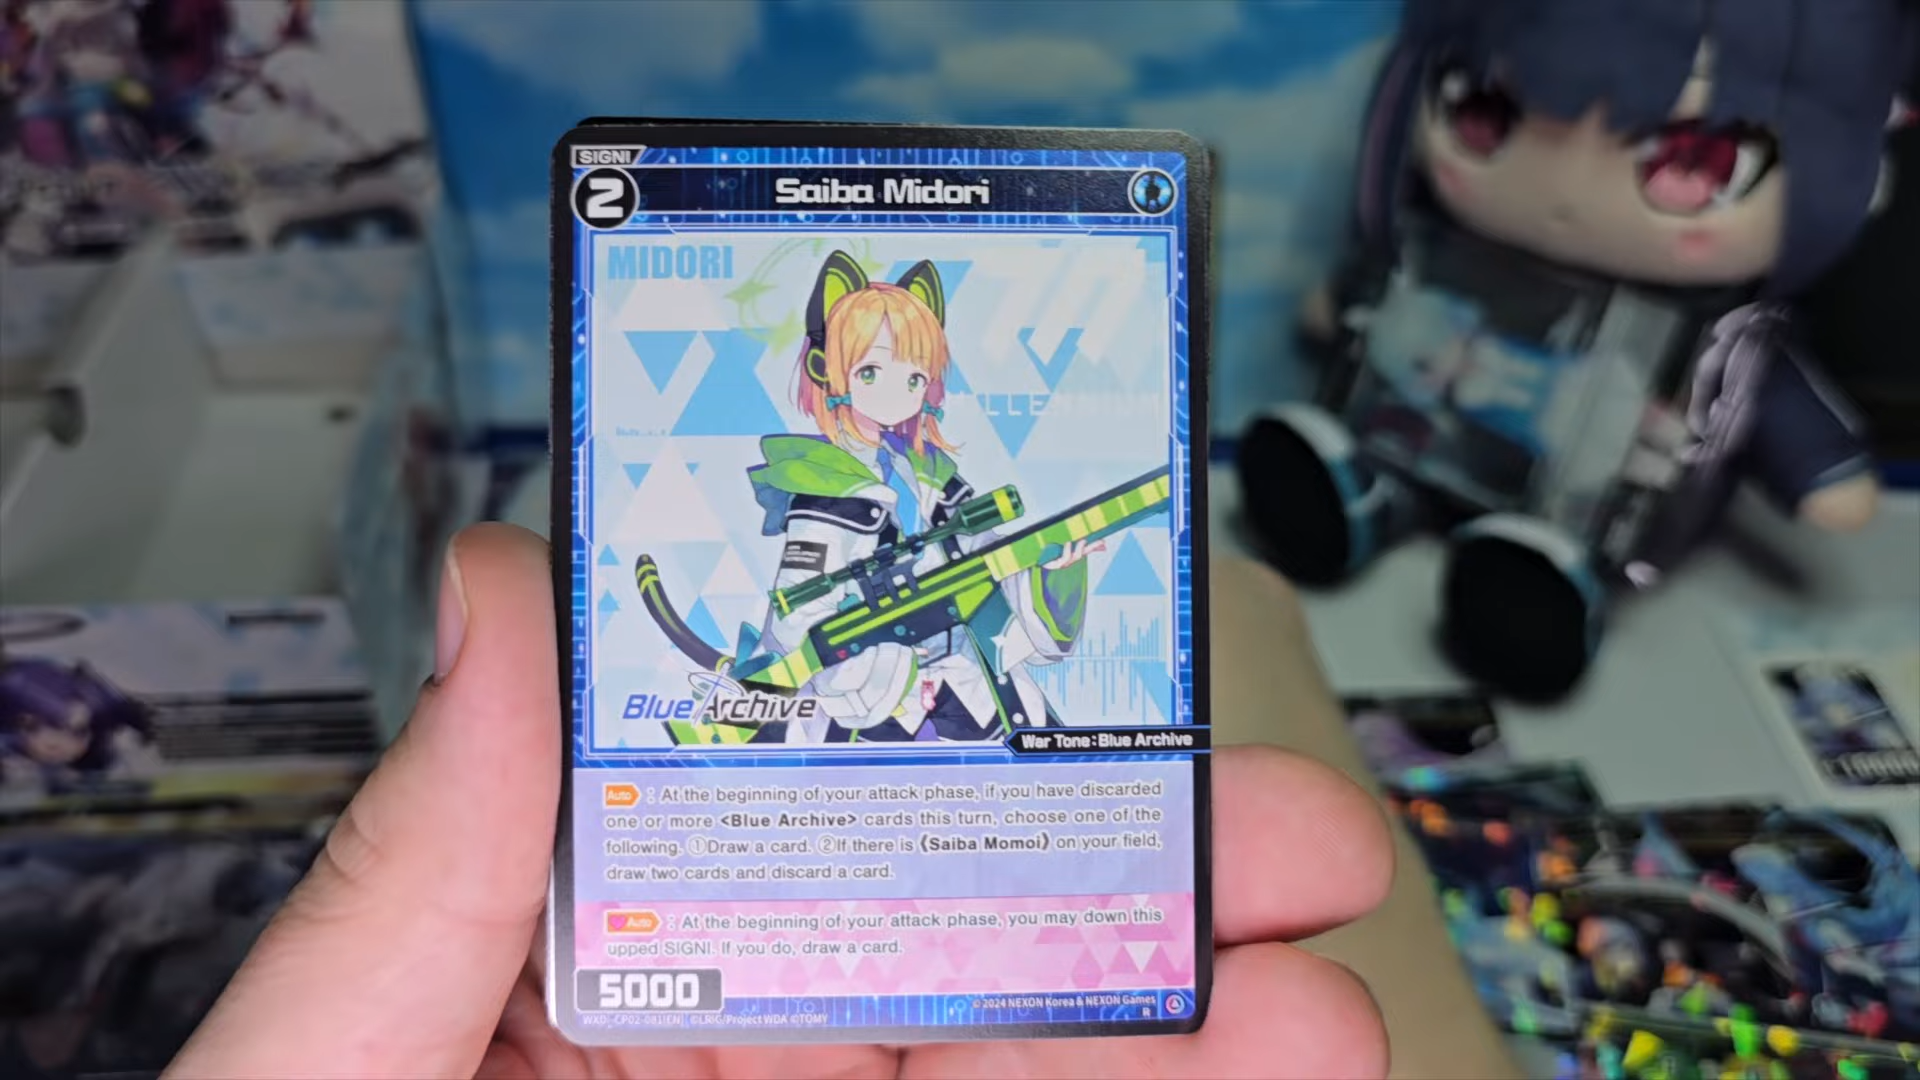 SIGNI
2
Saiba Midori
MIDORI
MILLENNIUM
Blue Archive
War Tone:Blue Archive
Auto : At the beginning of your attack phase, if you have discarded
one or more <Blue Archive> cards this turn, choose one of the
following. ①Draw a card. ②If there is《Saiba Momoi》on your field,
draw two cards and discard a card.
Auto : At the beginning of your attack phase, you may down this
upped SIGNI. If you do, draw a card.
5000
© 2024 NEXON Korea & NEXON Games
R
WXDi-CP02-081[EN] ©LRIG/Project WDA ©TOMY